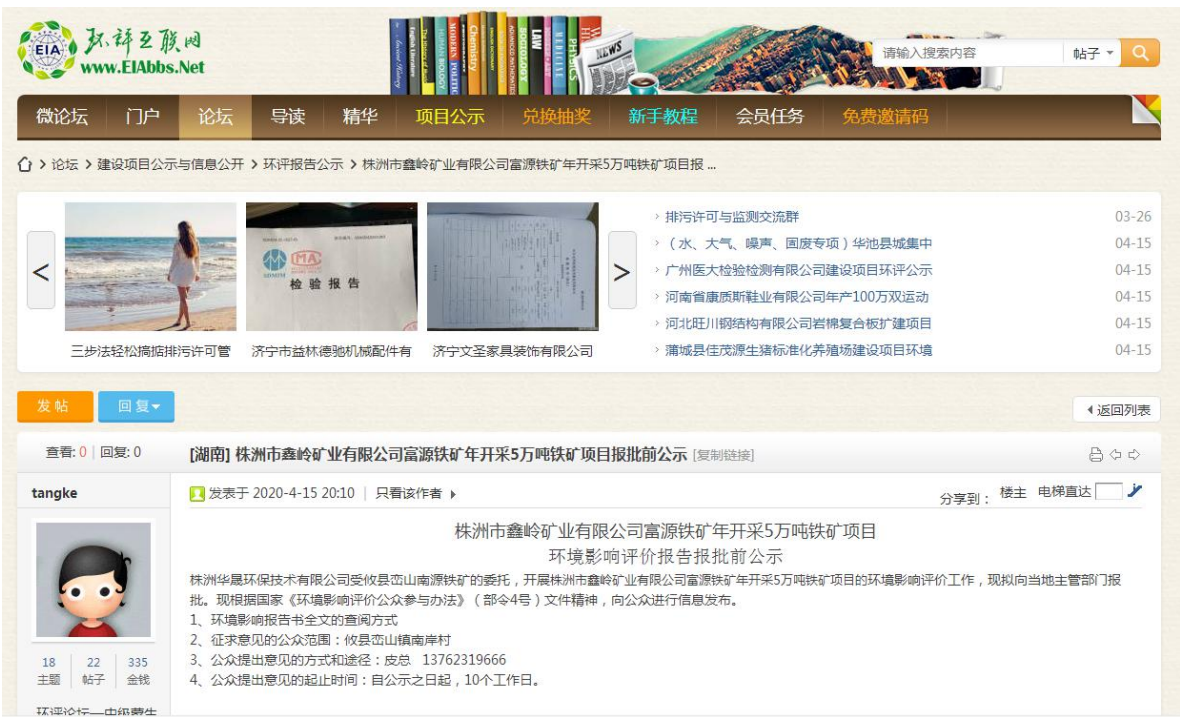 EIA 环评互联网
www.EIAbbs.Net
Chemistry
LAW
NEWS
请输入搜索内容 帖子
微论坛 门户 论坛 导读 精华 项目公示 兑换抽奖 新手教程 会员任务 免费邀请码
论坛 > 建设项目公示与信息公开 > 环评报告公示 > 株洲市鑫岭矿业有限公司富源铁矿年开采5万吨铁矿项目报 ...
检验报告
MA
< >
三步法轻松搞掂排污许可管 济宁市益林德驰机械配件有 济宁文圣家具装饰有限公司
排污许可与监测交流群 03-26
（水、大气、噪声、固废专项）华池县城集中 04-15
广州医大检验检测有限公司建设项目环评公示 04-15
河南省康质斯鞋业有限公司年产100万双运动 04-15
河北旺川钢结构有限公司岩棉复合板扩建项目 04-15
蒲城县佳茂源生猪标准化养殖场建设项目环境 04-15
发帖 回复 返回列表
查看: 0 | 回复: 0 [湖南] 株洲市鑫岭矿业有限公司富源铁矿年开采5万吨铁矿项目报批前公示 [复制链接]
tangke 发表于 2020-4-15 20:10 | 只看该作者 分享到： 楼主 电梯直达
株洲市鑫岭矿业有限公司富源铁矿年开采5万吨铁矿项目
环境影响评价报告报批前公示
株洲华晟环保技术有限公司受攸县峦山南源铁矿的委托，开展株洲市鑫岭矿业有限公司富源铁矿年开采5万吨铁矿项目的环境影响评价工作，现拟向当地主管部门报
批。现根据国家《环境影响评价公众参与办法》（部令4号）文件精神，向公众进行信息发布。
1、环境影响报告书全文的查阅方式
2、征求意见的公众范围：攸县峦山镇南岸村
3、公众提出意见的方式和途径：皮总 13762319666
4、公众提出意见的起止时间：自公示之日起，10个工作日。
18 22 335
主题 帖子 金钱
环评论坛—中级蒙生